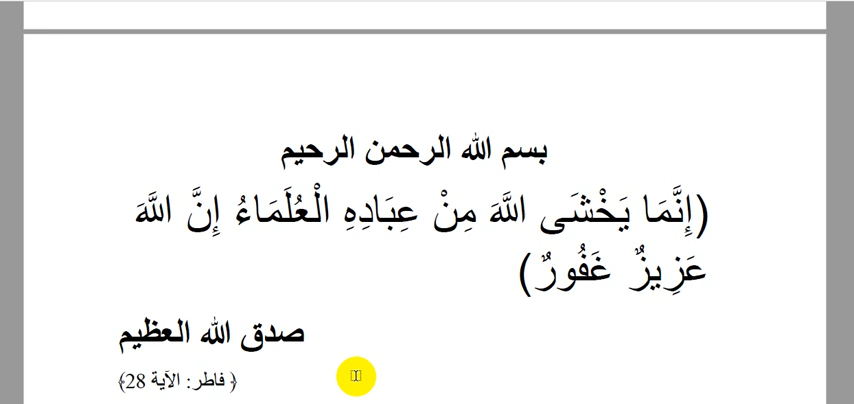 بسم الله الرحمن الرحيم
(إِنَّمَا يَخْشَى اللَّهَ مِنْ عِبَادِهِ الْعُلَمَاءُ إِنَّ اللَّهَ
عَزِيزٌ غَفُورٌ)
صدق الله العظيم
﴿ فاطر: الآية 28﴾